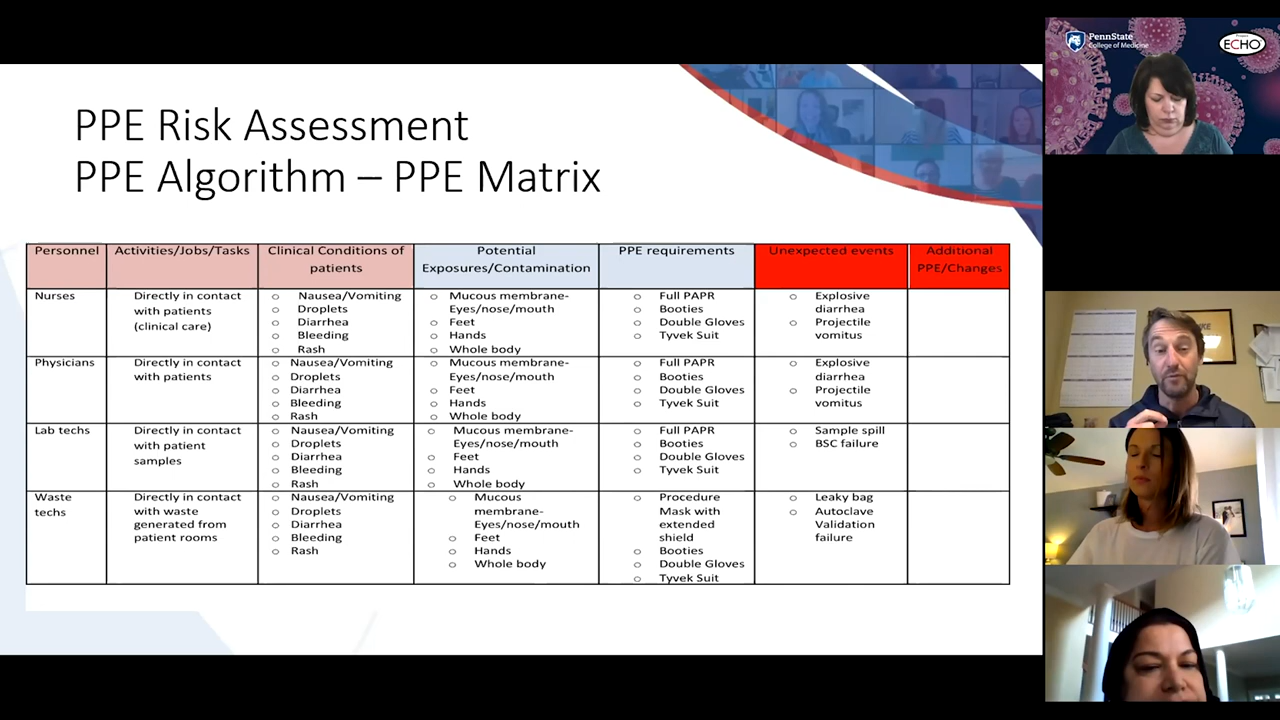 PennState
College of Medicine
Project
ECHO
PPE Risk Assessment
PPE Algorithm – PPE Matrix
Personnel
Activities/Jobs/Tasks
Clinical Conditions of
patients
Potential
Exposures/Contamination
PPE requirements
Unexpected events
Additional
PPE/Changes
Nurses
Directly in contact
with patients
(clinical care)
o Nausea/Vomiting
o Droplets
o Diarrhea
o Bleeding
o Rash
o Mucous membrane-
Eyes/nose/mouth
o Feet
o Hands
o Whole body
o Full PAPR
o Booties
o Double Gloves
o Tyvek Suit
o Explosive
diarrhea
o Projectile
vomitus
Physicians
Directly in contact
with patients
o Nausea/Vomiting
o Droplets
o Diarrhea
o Bleeding
o Rash
o Mucous membrane-
Eyes/nose/mouth
o Feet
o Hands
o Whole body
o Full PAPR
o Booties
o Double Gloves
o Tyvek Suit
o Explosive
diarrhea
o Projectile
vomitus
Lab techs
Directly in contact
with patient
samples
o Nausea/Vomiting
o Droplets
o Diarrhea
o Bleeding
o Rash
o Mucous membrane-
Eyes/nose/mouth
o Feet
o Hands
o Whole body
o Full PAPR
o Booties
o Double Gloves
o Tyvek Suit
o Sample spill
o BSC failure
Waste
techs
Directly in contact
with waste
generated from
patient rooms
o Nausea/Vomiting
o Droplets
o Diarrhea
o Bleeding
o Rash
o Mucous
membrane-
Eyes/nose/mouth
o Feet
o Hands
o Whole body
o Procedure
Mask with
extended
shield
o Booties
o Double Gloves
o Tyvek Suit
o Leaky bag
o Autoclave
Validation
failure